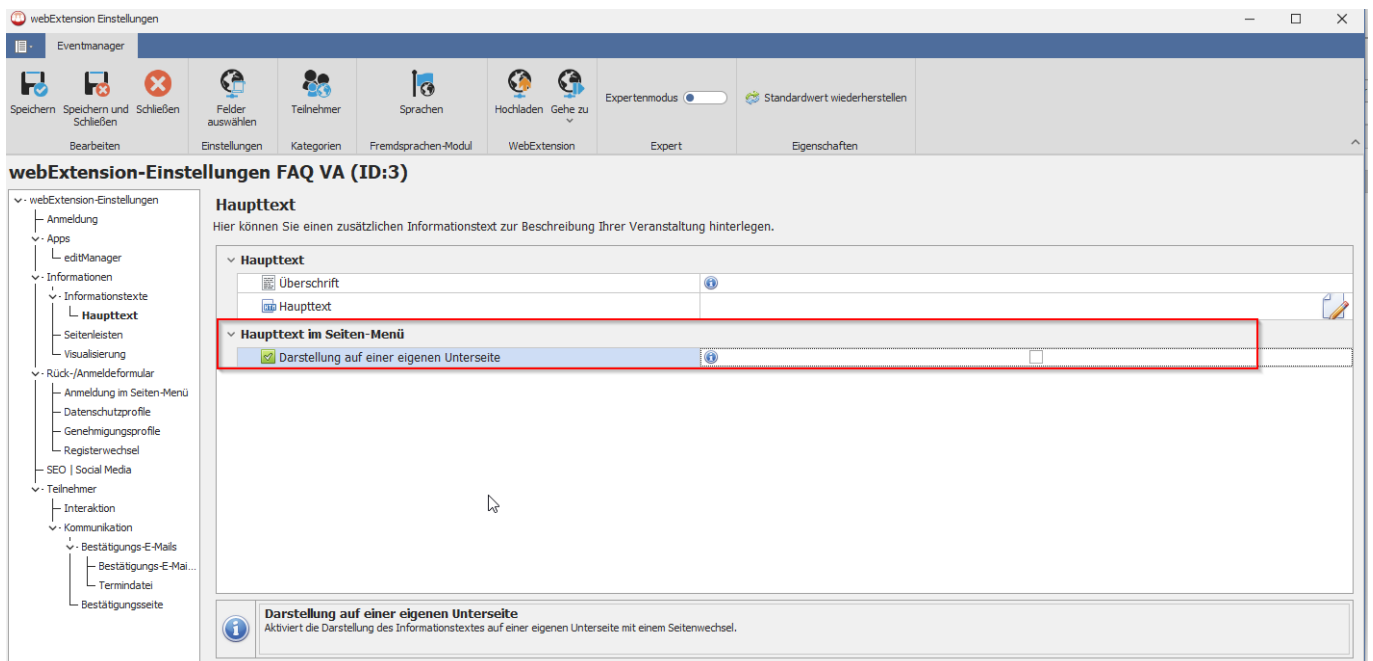 webExtension Einstellungen
Eventmanager
Speichern
Speichern und Schließen
Schließen
Felder auswählen
Teilnehmer
Sprachen
Hochladen
Gehe zu
Expertenmodus
Standardwert wiederherstellen
Bearbeiten
Einstellungen
Kategorien
Fremdsprachen-Modul
WebExtension
Expert
Eigenschaften
webExtension-Einstellungen FAQ VA (ID:3)
webExtension-Einstellungen
Anmeldung
Apps
editManager
Informationen
Informationstexte
Haupttext
Seitenleisten
Visualisierung
Rück-/Anmeldeformular
Anmeldung im Seiten-Menü
Datenschutzprofile
Genehmigungsprofile
Registerwechsel
SEO | Social Media
Teilnehmer
Interaktion
Kommunikation
Bestätigungs-E-Mails
Bestätigungs-E-Mai...
Termindatei
Bestätigungsseite
Haupttext
Hier können Sie einen zusätzlichen Informationstext zur Beschreibung Ihrer Veranstaltung hinterlegen.
Haupttext
Überschrift
Haupttext
Haupttext im Seiten-Menü
Darstellung auf einer eigenen Unterseite
Darstellung auf einer eigenen Unterseite
Aktiviert die Darstellung des Informationstextes auf einer eigenen Unterseite mit einem Seitenwechsel.